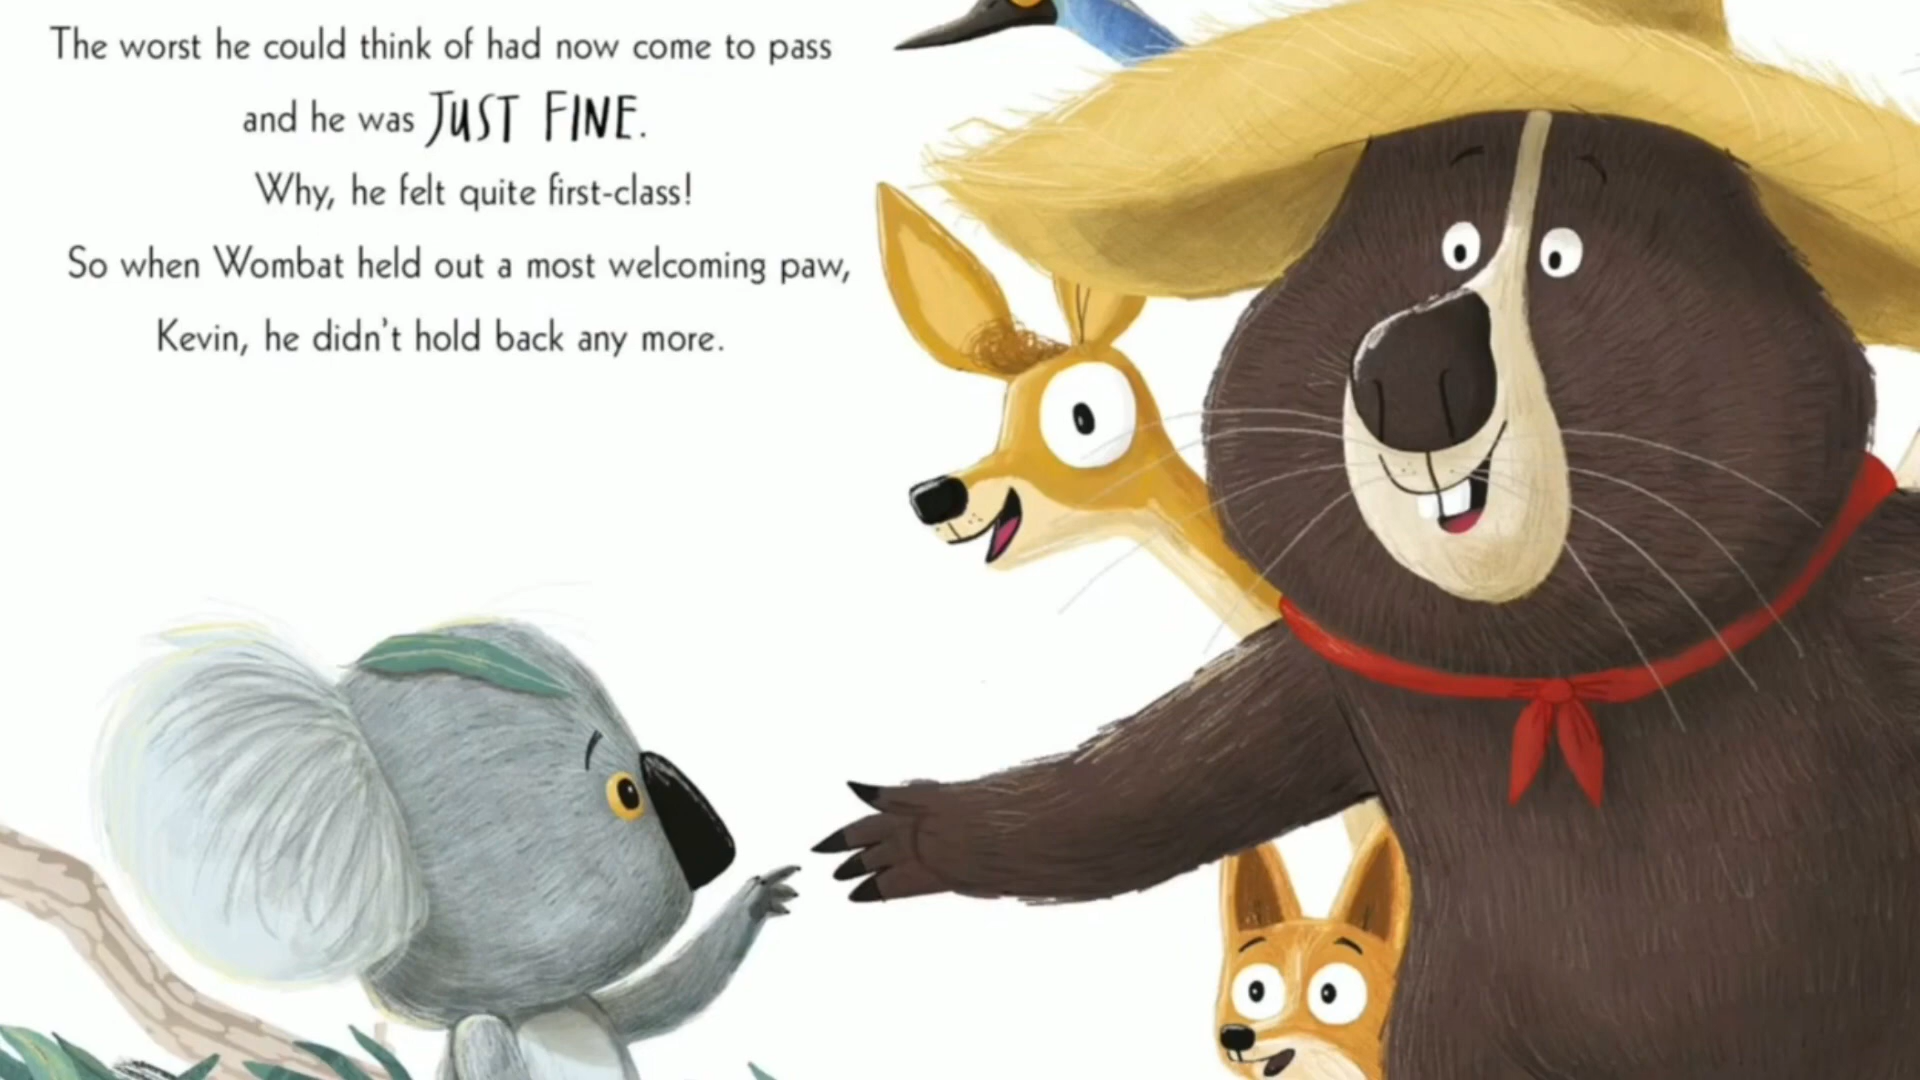 The worst he could think of had now come to pass
and he was JUST FINE.
Why, he felt quite first-class!
So when Wombat held out a most welcoming paw,
Kevin, he didn't hold back any more.